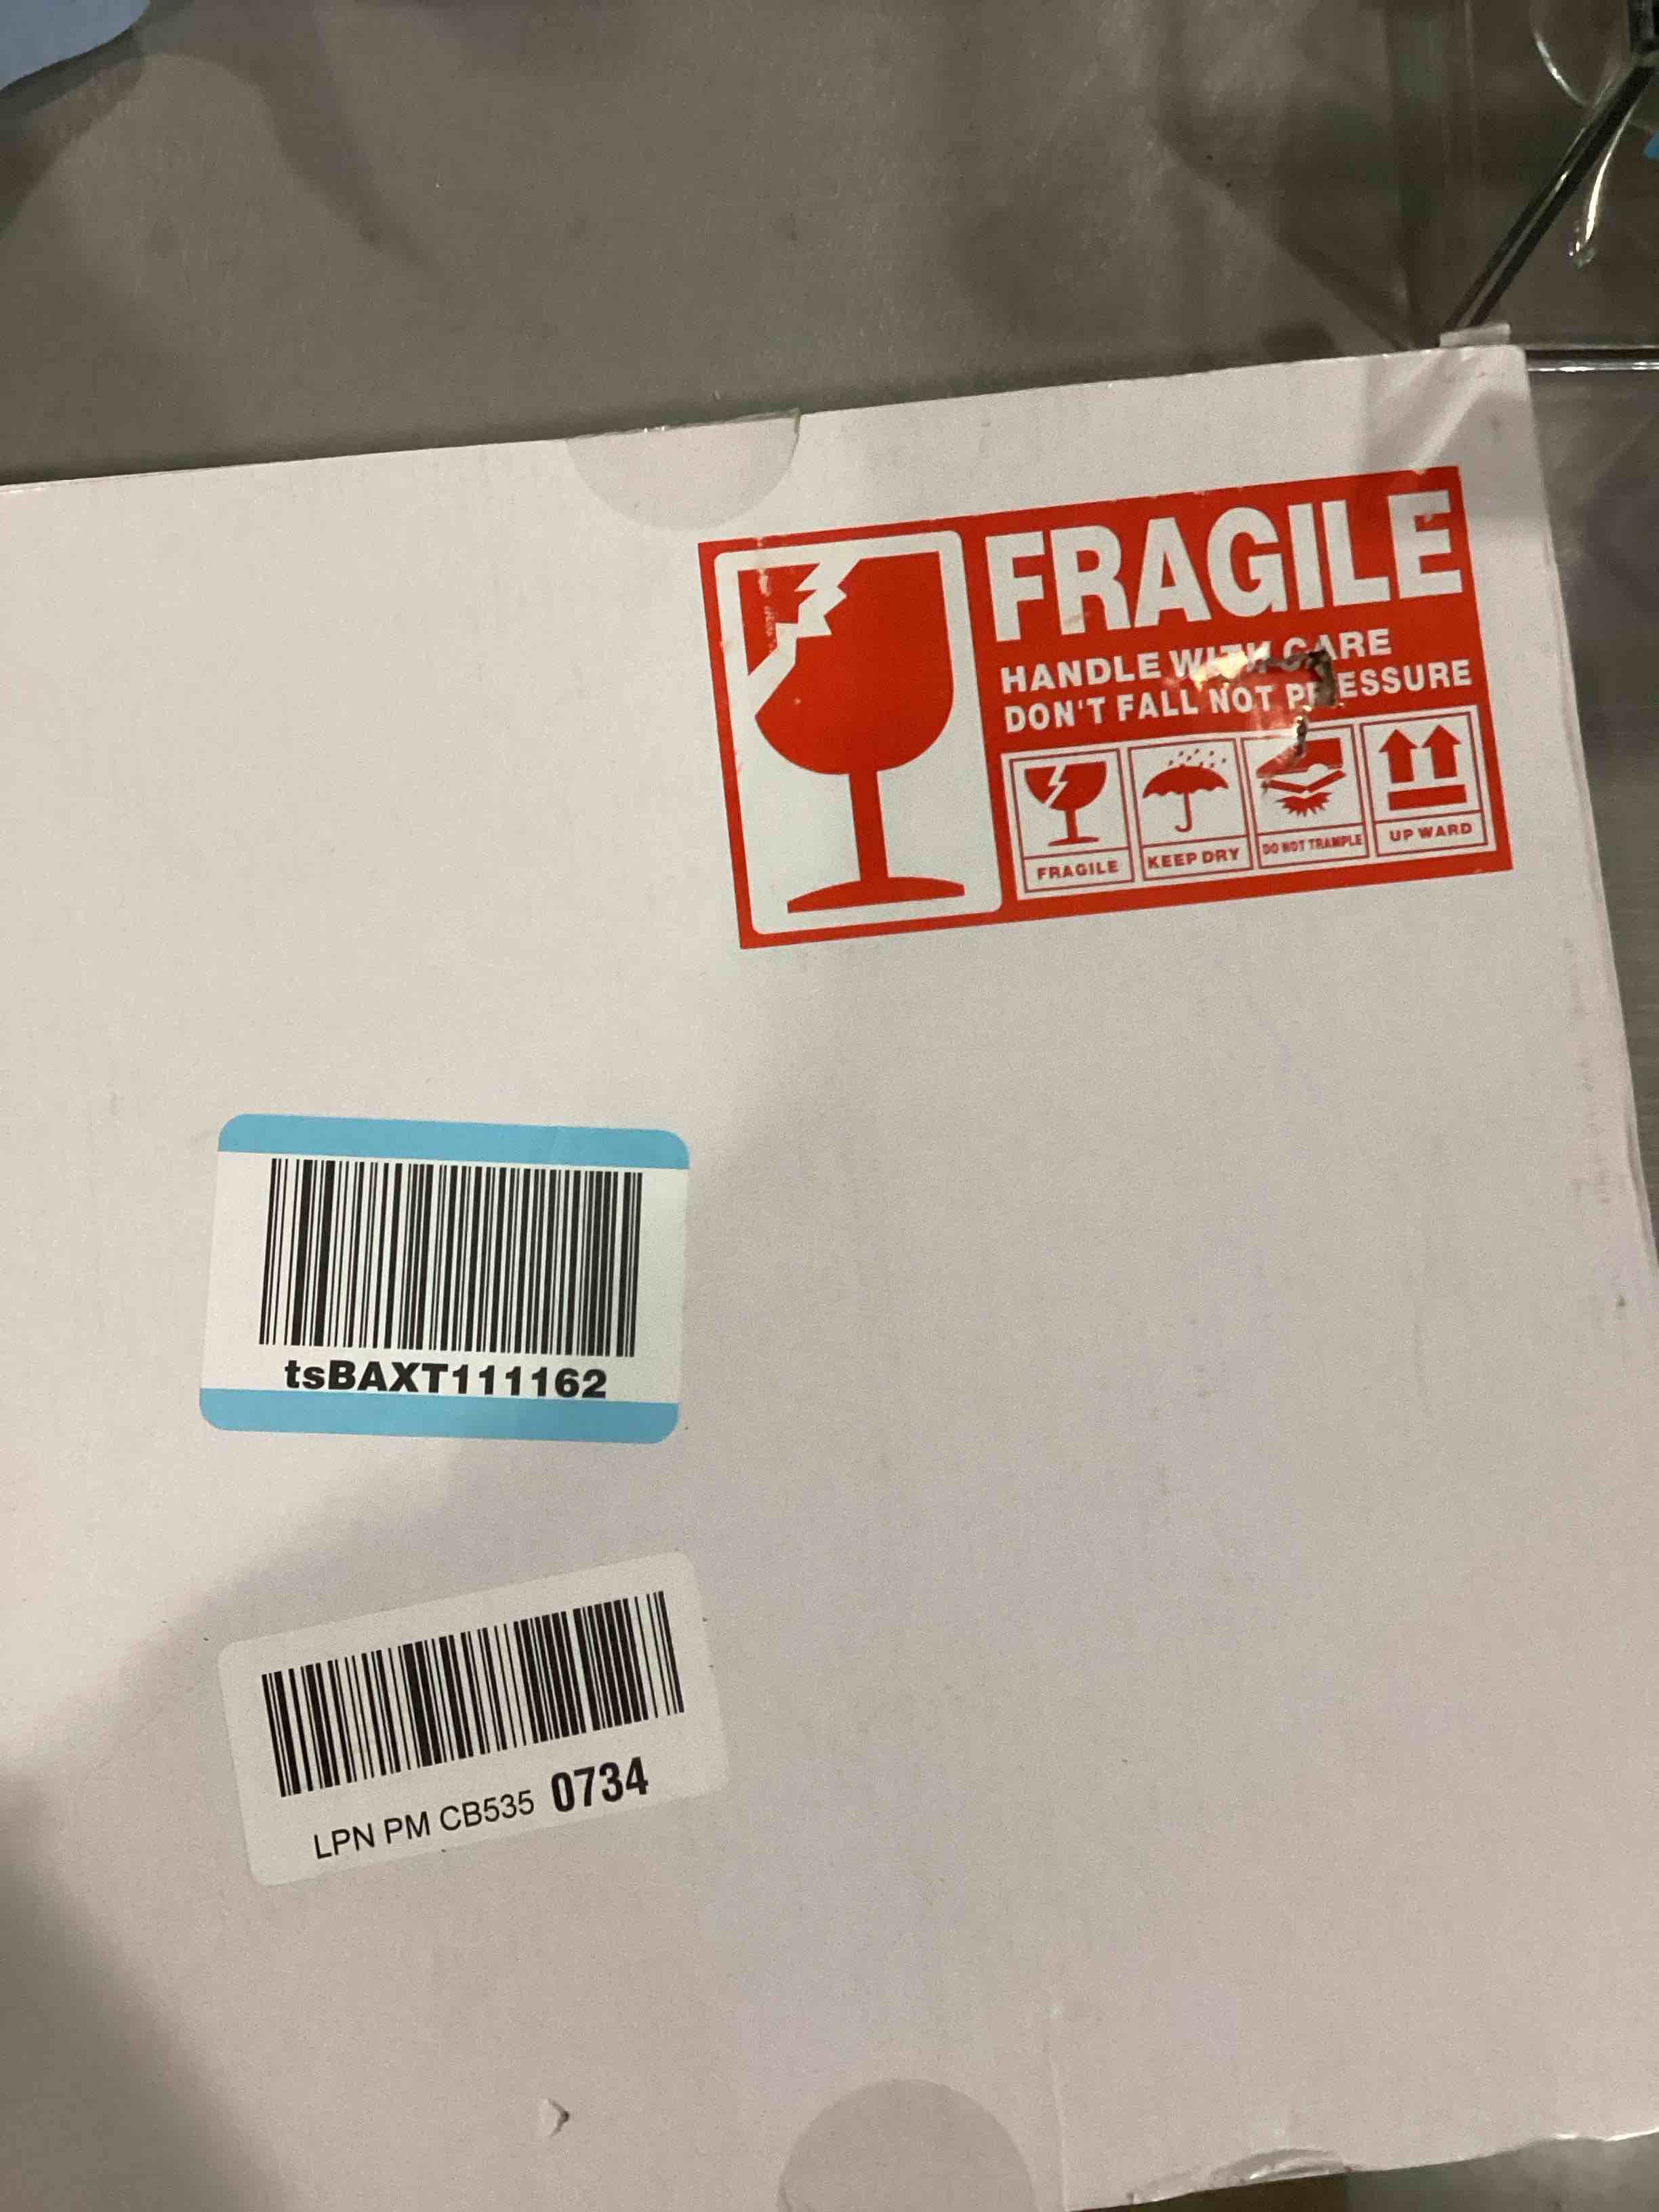 FRAGILE
HANDLE WITH CARE
DON'T FALL NOT PRESSURE
FRAGILE
KEEP DRY
DO NOT TRAMPLE
UP WARD
tsBAXT111162
LPN PM CB535 0734